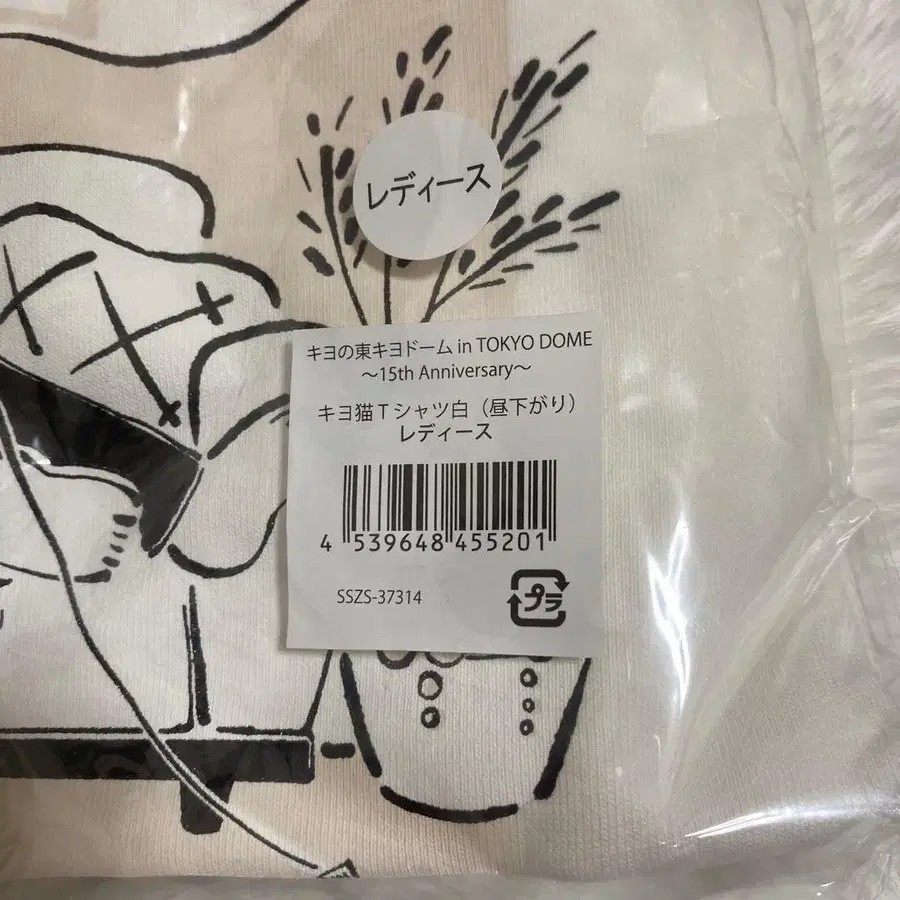 レディース
キヨの東キヨドーム in TOKYO DOME
～15th Anniversary～
キヨ猫Tシャツ白（昼下がり）
レディース
4 539648 455201
SSZS-37314
プラ